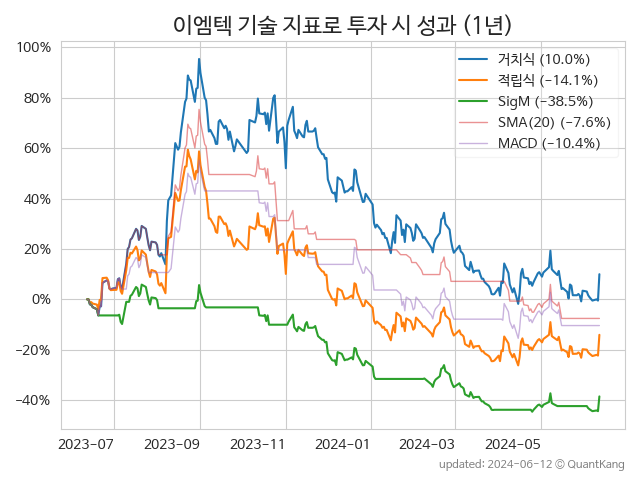 이엠텍 기술 지표로 투자 시 성과 (1년)
거치식 (10.0%)
적립식 (−14.1%)
SigM (−38.5%)
SMA(20) (−7.6%)
MACD (−10.4%)
100%
80%
60%
40%
20%
0%
−20%
−40%
2023−07
2023−09
2023−11
2024−01
2024−03
2024−05
updated: 2024−06−12 © QuantKang